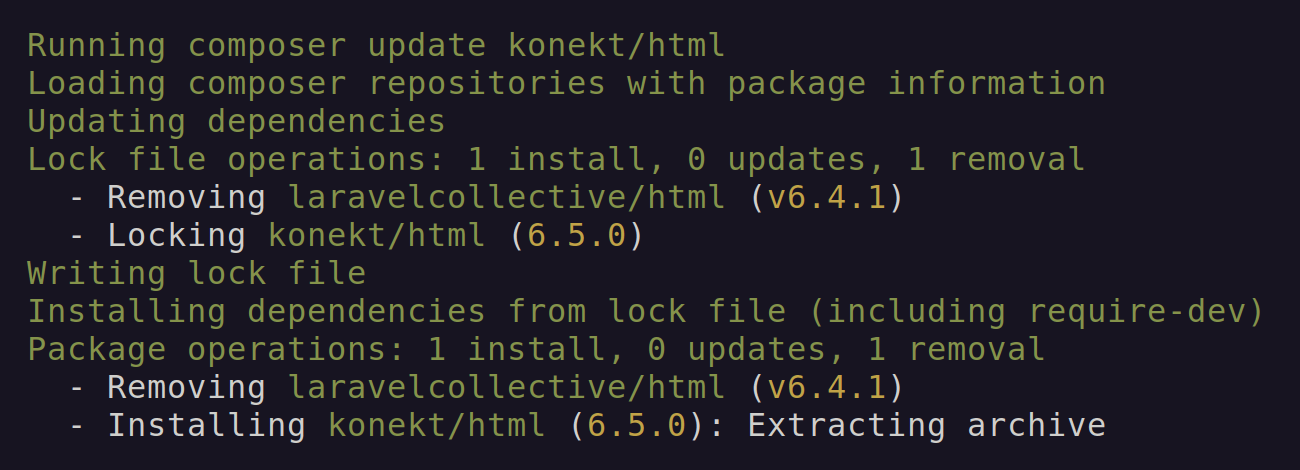 Running composer update konekt/html
Loading composer repositories with package information
Updating dependencies
Lock file operations: 1 install, 0 updates, 1 removal
  - Removing laravelcollective/html (v6.4.1)
  - Locking konekt/html (6.5.0)
Writing lock file
Installing dependencies from lock file (including require-dev)
Package operations: 1 install, 0 updates, 1 removal
  - Removing laravelcollective/html (v6.4.1)
  - Installing konekt/html (6.5.0): Extracting archive